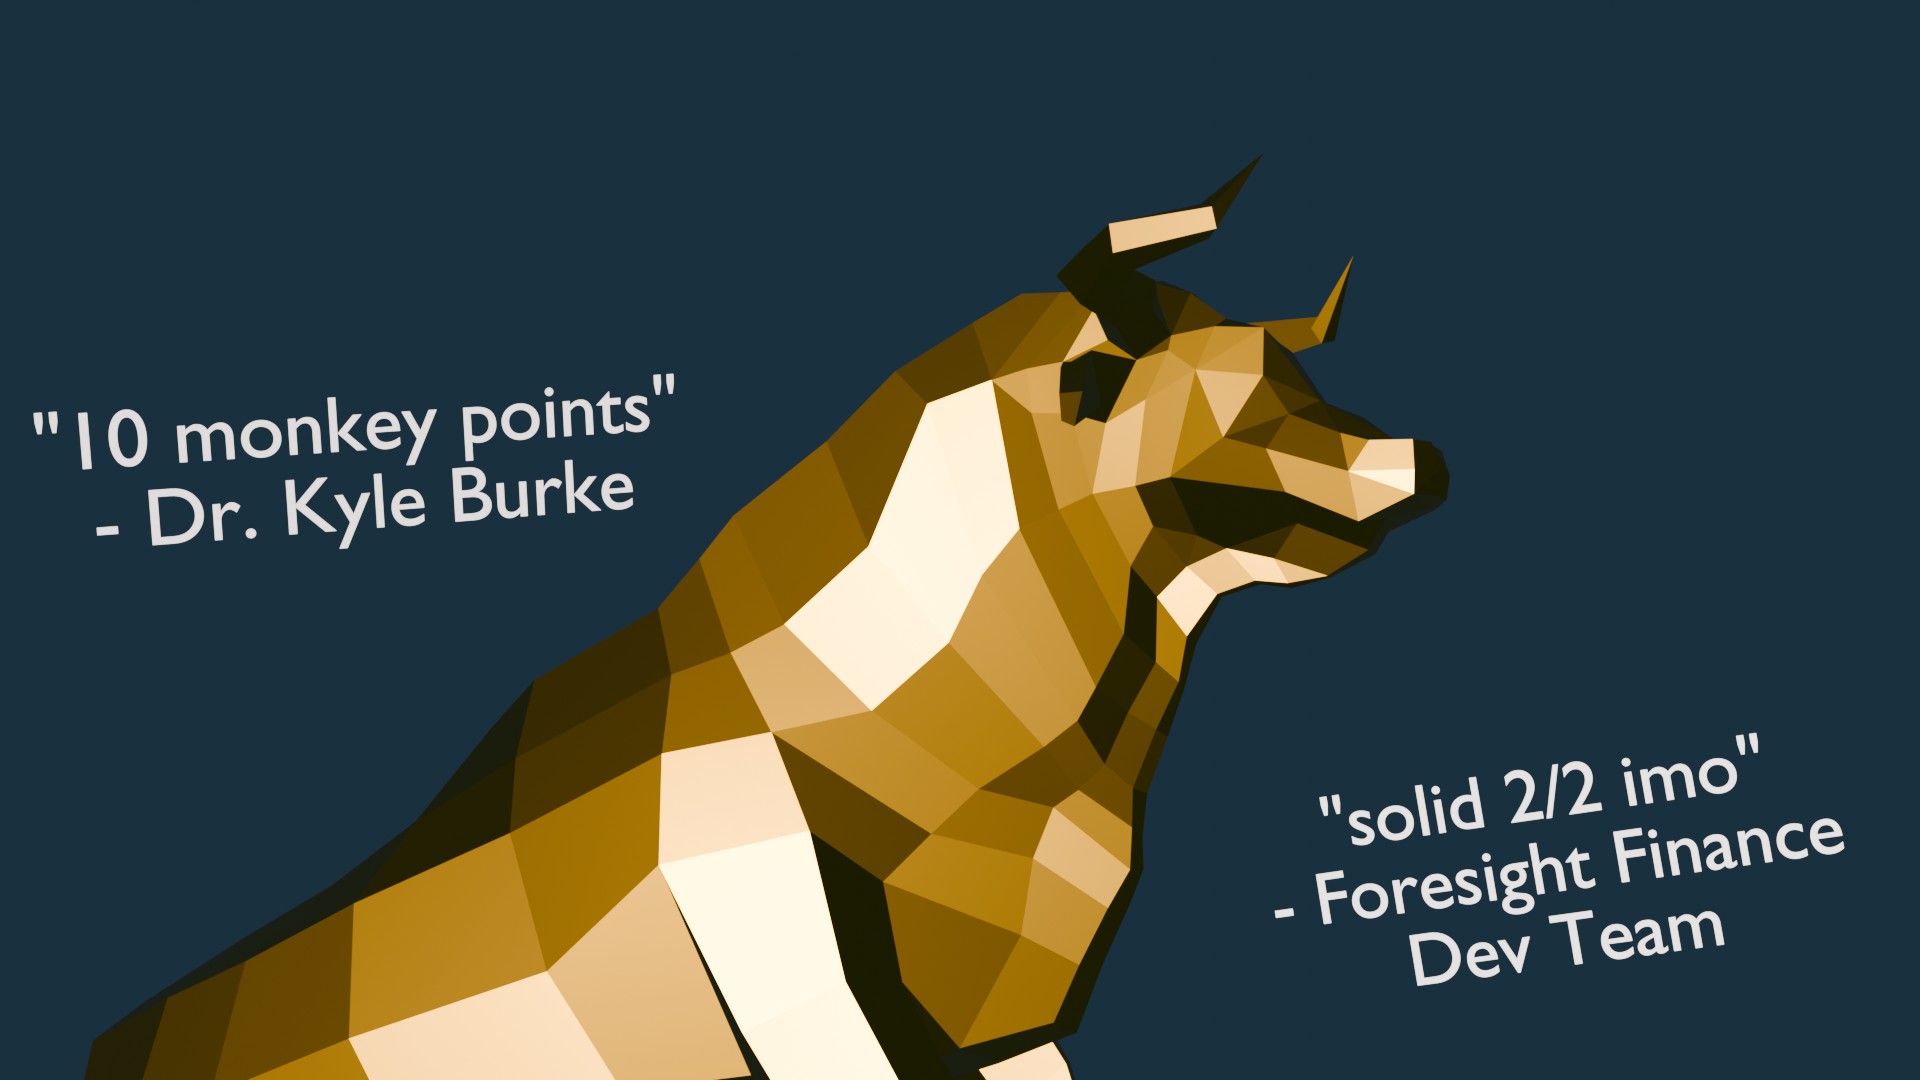 "10 monkey points"
- Dr. Kyle Burke
"solid 2/2 imo"
- Foresight Finance
Dev Team